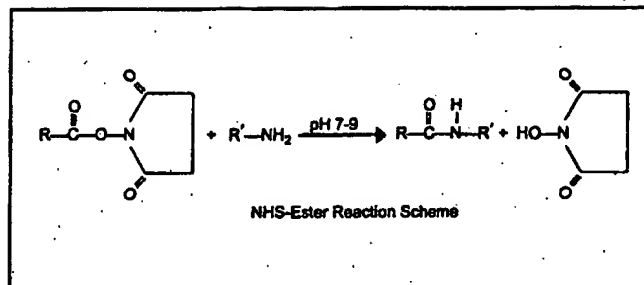 R—C—O—N + R′—NH₂ pH 7-9 R—C—N—R′ + HO—N
O O O O H O O
NHS-Ester Reaction Scheme